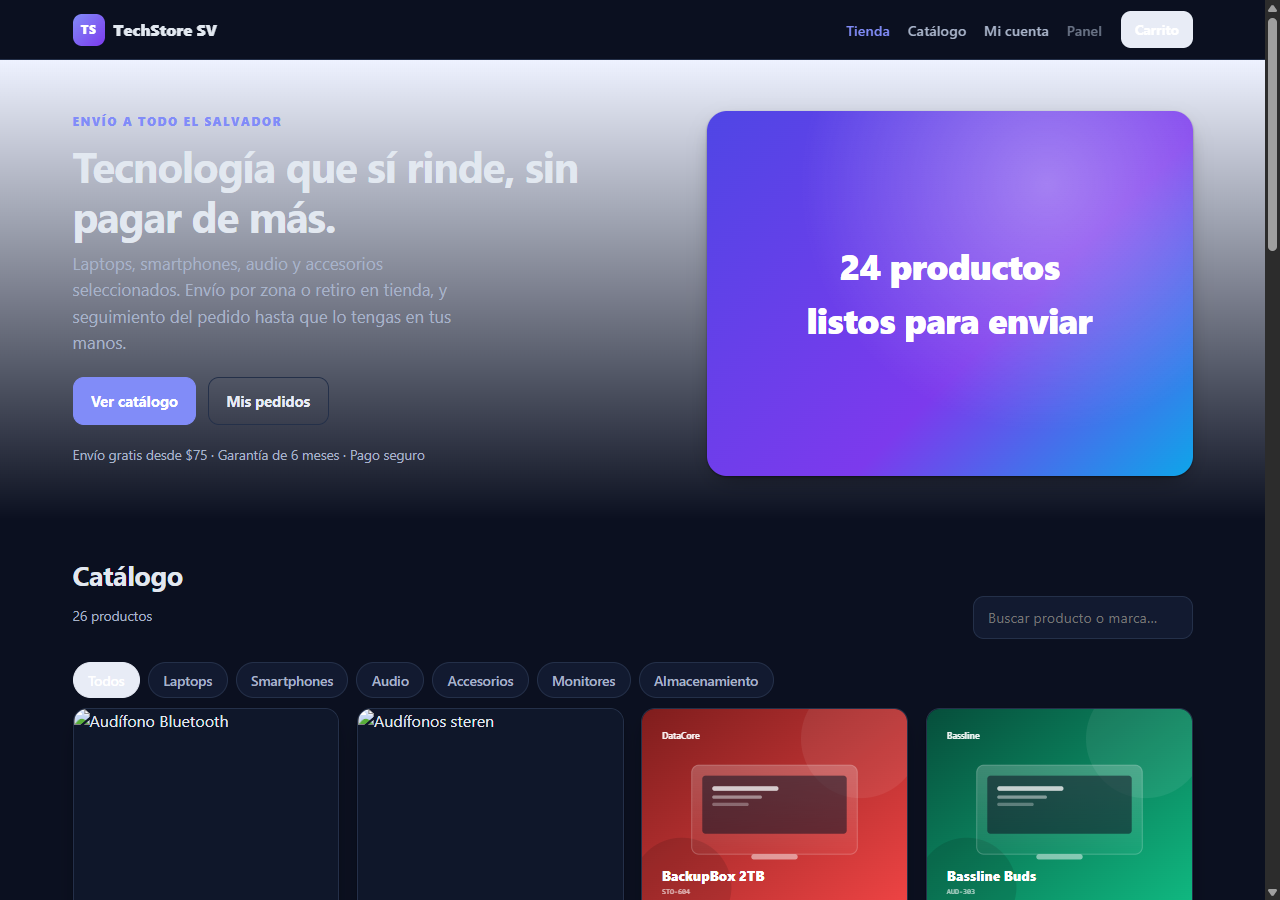 TS TechStore SV
Tienda Catálogo Mi cuenta Panel Carrito
ENVÍO A TODO EL SALVADOR
Tecnología que sí rinde, sin
pagar de más.
Laptops, smartphones, audio y accesorios
seleccionados. Envío por zona o retiro en tienda, y
seguimiento del pedido hasta que lo tengas en tus
manos.
Ver catálogo Mis pedidos
Envío gratis desde $75 · Garantía de 6 meses · Pago seguro
24 productos
listos para enviar
Catálogo
26 productos
Buscar producto o marca...
Todos Laptops Smartphones Audio Accesorios Monitores Almacenamiento
Audífono Bluetooth
Audífonos steren
DataCore
BackupBox 2TB
STO-604
Bassline
Bassline Buds
AUD-303